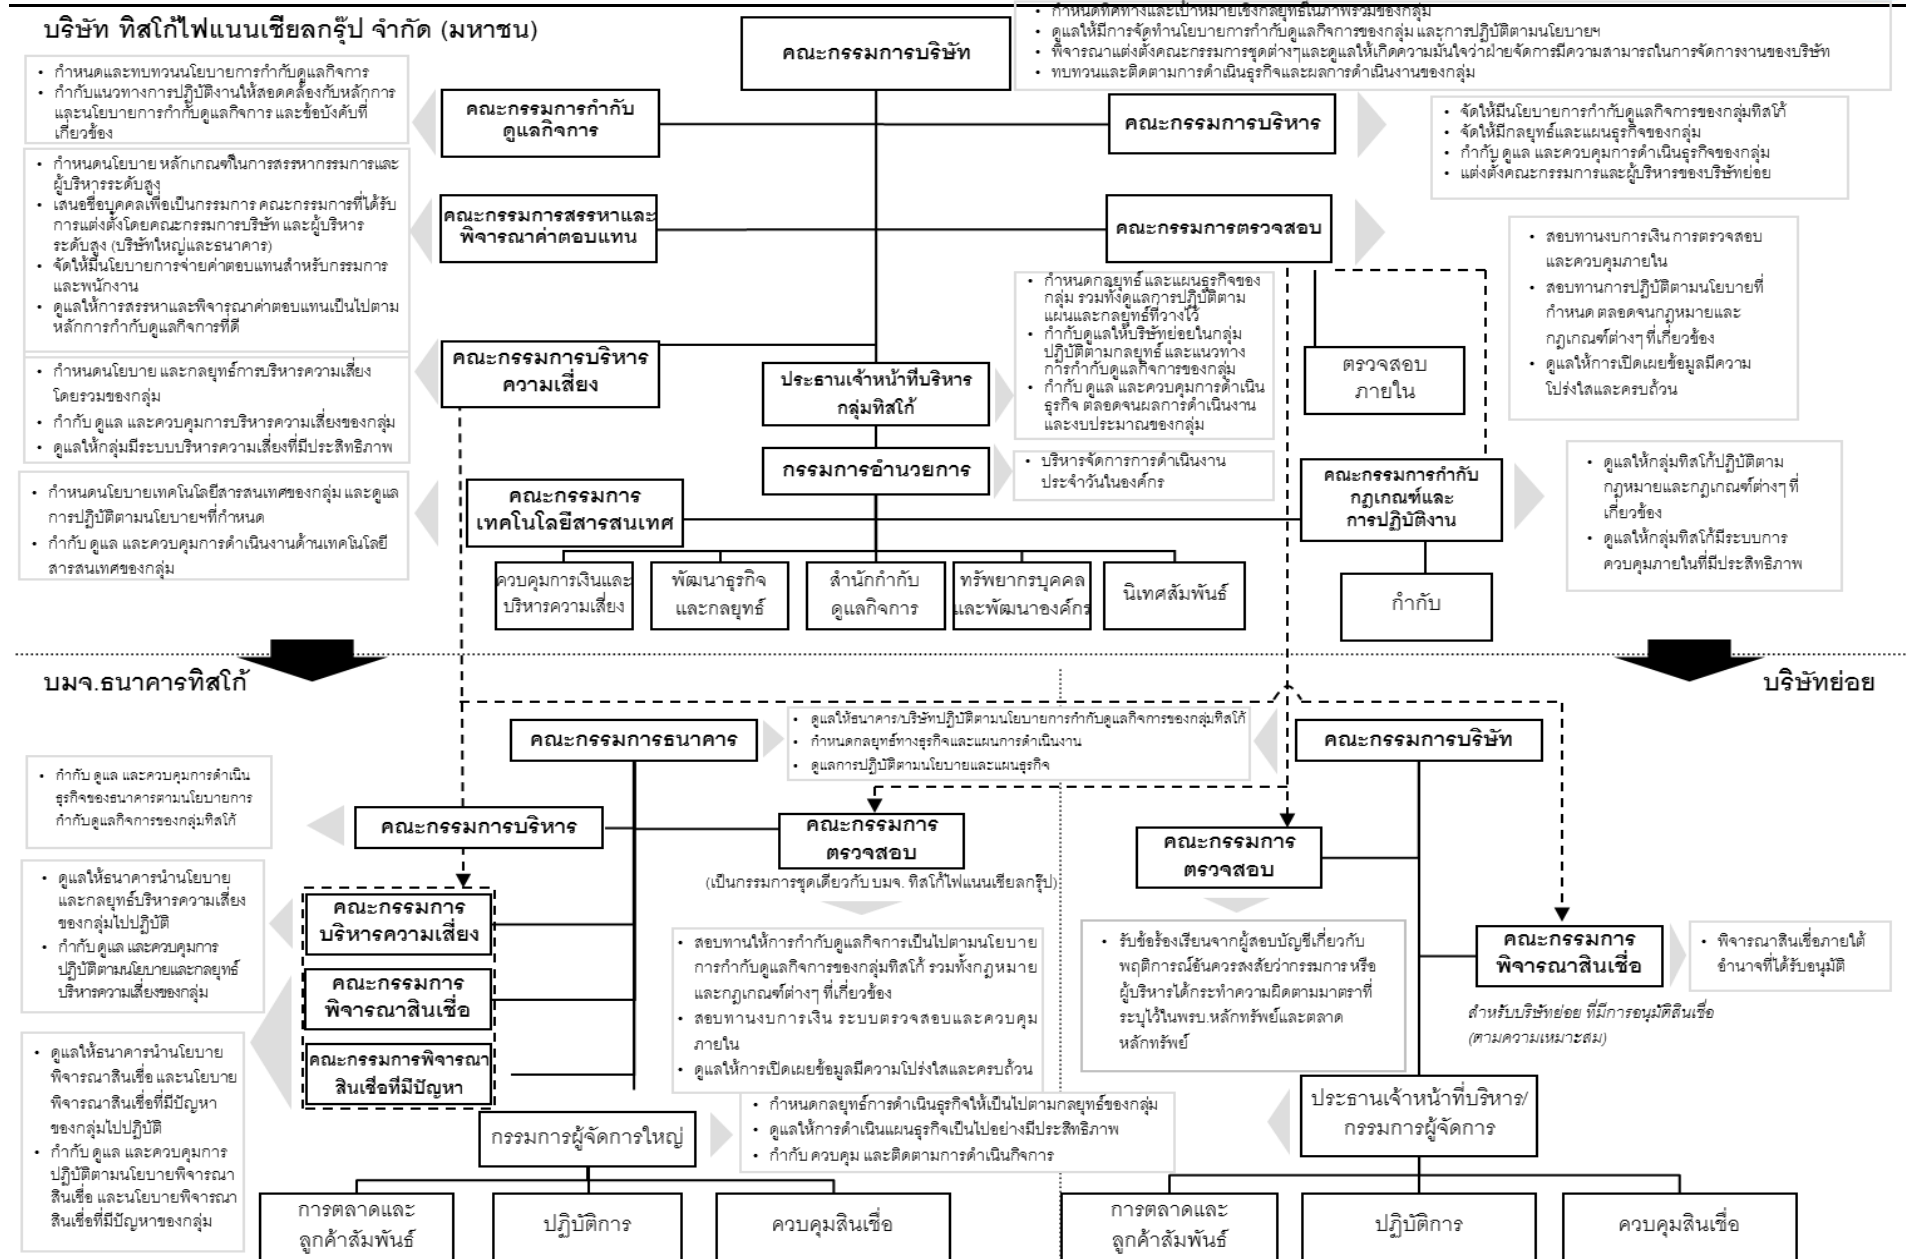 บริษัท ทิสโก้ไฟแนนเชียลกรุ๊ป จำกัด (มหาชน)
คณะกรรมการบริษัท
• กำหนดทิศทางและเป้าหมายเชิงกลยุทธ์ในภาพรวมของกลุ่ม
• ดูแลให้มีการจัดทำนโยบายการกำกับดูแลกิจการของกลุ่ม และการปฏิบัติตามนโยบายฯ
• พิจารณาแต่งตั้งคณะกรรมการชุดต่างๆและดูแลให้เกิดความมั่นใจว่าฝ่ายจัดการมีความสามารถในการจัดการงานของบริษัท
• ทบทวนและติดตามการดำเนินธุรกิจและผลการดำเนินงานของกลุ่ม
• กำหนดและทบทวนนโยบายการกำกับดูแลกิจการ
• กำกับแนวทางการปฏิบัติงานให้สอดคล้องกับหลักการ
และนโยบายการกำกับดูแลกิจการ และข้อบังคับที่
เกี่ยวข้อง
คณะกรรมการกำกับ
ดูแลกิจการ
คณะกรรมการบริหาร
• จัดให้มีนโยบายการกำกับดูแลกิจการของกลุ่มทิสโก้
• จัดให้มีกลยุทธ์และแผนธุรกิจของกลุ่ม
• กำกับ ดูแล และควบคุมการดำเนินธุรกิจของกลุ่ม
• แต่งตั้งคณะกรรมการและผู้บริหารของบริษัทย่อย
• กำหนดนโยบาย หลักเกณฑ์ในการสรรหากรรมการและ
ผู้บริหารระดับสูง
• เสนอชื่อบุคคลเพื่อเป็นกรรมการ คณะกรรมการที่ได้รับ
การแต่งตั้งโดยคณะกรรมการบริษัท และผู้บริหาร
ระดับสูง (บริษัทใหญ่และธนาคาร)
• จัดให้มีนโยบายการจ่ายค่าตอบแทนสำหรับกรรมการ
และพนักงาน
• ดูแลให้การสรรหาและพิจารณาค่าตอบแทนเป็นไปตาม
หลักการกำกับดูแลกิจการที่ดี
คณะกรรมการสรรหาและ
พิจารณาค่าตอบแทน
คณะกรรมการตรวจสอบ
• สอบทานงบการเงิน การตรวจสอบ
และควบคุมภายใน
• สอบทานการปฏิบัติตามนโยบายที่
กำหนด ตลอดจนกฎหมายและ
กฎเกณฑ์ต่างๆ ที่เกี่ยวข้อง
• ดูแลให้การเปิดเผยข้อมูลมีความ
โปร่งใสและครบถ้วน
• กำหนดกลยุทธ์ และแผนธุรกิจของ
กลุ่ม รวมทั้งดูแลการปฏิบัติตาม
แผนและกลยุทธ์ที่วางไว้
• กำกับดูแลให้บริษัทย่อยในกลุ่ม
ปฏิบัติตามกลยุทธ์ และแนวทาง
การกำกับดูแลกิจการของกลุ่ม
• กำกับ ดูแล และควบคุมการดำเนิน
ธุรกิจ ตลอดจนผลการดำเนินงาน
และงบประมาณของกลุ่ม
คณะกรรมการบริหาร
ความเสี่ยง
• กำหนดนโยบาย และกลยุทธ์การบริหารความเสี่ยง
โดยรวมของกลุ่ม
• กำกับ ดูแล และควบคุมการบริหารความเสี่ยงของกลุ่ม
• ดูแลให้กลุ่มมีระบบบริหารความเสี่ยงที่มีประสิทธิภาพ
ประธานเจ้าหน้าที่บริหาร
กลุ่มทิสโก้
ตรวจสอบ
ภายใน
กรรมการอำนวยการ
• บริหารจัดการการดำเนินงาน
ประจำวันในองค์กร
คณะกรรมการกำกับ
กฎเกณฑ์และ
การปฏิบัติงาน
• ดูแลให้กลุ่มทิสโก้ปฏิบัติตาม
กฎหมายและกฎเกณฑ์ต่างๆ ที่
เกี่ยวข้อง
• ดูแลให้กลุ่มทิสโก้มีระบบการ
ควบคุมภายในที่มีประสิทธิภาพ
• กำหนดนโยบายเทคโนโลยีสารสนเทศของกลุ่ม และดูแล
การปฏิบัติตามนโยบายฯที่กำหนด
• กำกับ ดูแล และควบคุมการดำเนินงานด้านเทคโนโลยี
สารสนเทศของกลุ่ม
คณะกรรมการ
เทคโนโลยีสารสนเทศ
ควบคุมการเงินและ
บริหารความเสี่ยง
พัฒนาธุรกิจ
และกลยุทธ์
สำนักกำกับ
ดูแลกิจการ
ทรัพยากรบุคคล
และพัฒนาองค์กร
นิเทศสัมพันธ์
กำกับ
บมจ.ธนาคารทิสโก้
บริษัทย่อย
คณะกรรมการธนาคาร
• ดูแลให้ธนาคาร/บริษัทปฏิบัติตามนโยบายการกำกับดูแลกิจการของกลุ่มทิสโก้
• กำหนดกลยุทธ์ทางธุรกิจและแผนการดำเนินงาน
• ดูแลการปฏิบัติตามนโยบายและแผนธุรกิจ
คณะกรรมการบริษัท
• กำกับ ดูแล และควบคุมการดำเนิน
ธุรกิจของธนาคารตามนโยบายการ
กำกับดูแลกิจการของกลุ่มทิสโก้
คณะกรรมการบริหาร
คณะกรรมการ
ตรวจสอบ
(เป็นกรรมการชุดเดียวกับ บมจ. ทิสโก้ไฟแนนเชียลกรุ๊ป)
คณะกรรมการ
ตรวจสอบ
• ดูแลให้ธนาคารนำนโยบาย
และกลยุทธ์บริหารความเสี่ยง
ของกลุ่มไปปฏิบัติ
• กำกับ ดูแล และควบคุมการ
ปฏิบัติตามนโยบายและกลยุทธ์
บริหารความเสี่ยงของกลุ่ม
คณะกรรมการ
บริหารความเสี่ยง
คณะกรรมการ
พิจารณาสินเชื่อ
คณะกรรมการพิจารณา
สินเชื่อที่มีปัญหา
• สอบทานให้การกำกับดูแลกิจการเป็นไปตามนโยบาย
การกำกับดูแลกิจการของกลุ่มทิสโก้ รวมทั้งกฎหมาย
และกฎเกณฑ์ต่างๆ ที่เกี่ยวข้อง
• สอบทานงบการเงิน ระบบตรวจสอบและควบคุม
ภายใน
• ดูแลให้การเปิดเผยข้อมูลมีความโปร่งใสและครบถ้วน
• รับข้อร้องเรียนจากผู้สอบบัญชีเกี่ยวกับ
พฤติการณ์อันควรสงสัยว่ากรรมการ หรือ
ผู้บริหารได้กระทำความผิดตามมาตราที่
ระบุไว้ในพรบ.หลักทรัพย์และตลาด
หลักทรัพย์
คณะกรรมการ
พิจารณาสินเชื่อ
• พิจารณาสินเชื่อภายใต้
อำนาจที่ได้รับอนุมัติ
สำหรับบริษัทย่อย ที่มีการอนุมัติสินเชื่อ
(ตามความเหมาะสม)
• ดูแลให้ธนาคารนำนโยบาย
พิจารณาสินเชื่อ และนโยบาย
พิจารณาสินเชื่อที่มีปัญหา
ของกลุ่มไปปฏิบัติ
• กำกับ ดูแล และควบคุมการ
ปฏิบัติตามนโยบายพิจารณา
สินเชื่อ และนโยบายพิจารณา
สินเชื่อที่มีปัญหาของกลุ่ม
กรรมการผู้จัดการใหญ่
• กำหนดกลยุทธ์การดำเนินธุรกิจให้เป็นไปตามกลยุทธ์ของกลุ่ม
• ดูแลให้การดำเนินแผนธุรกิจเป็นไปอย่างมีประสิทธิภาพ
• กำกับ ควบคุม และติดตามการดำเนินกิจการ
ประธานเจ้าหน้าที่บริหาร/
กรรมการผู้จัดการ
การตลาดและ
ลูกค้าสัมพันธ์
ปฏิบัติการ
ควบคุมสินเชื่อ
การตลาดและ
ลูกค้าสัมพันธ์
ปฏิบัติการ
ควบคุมสินเชื่อ